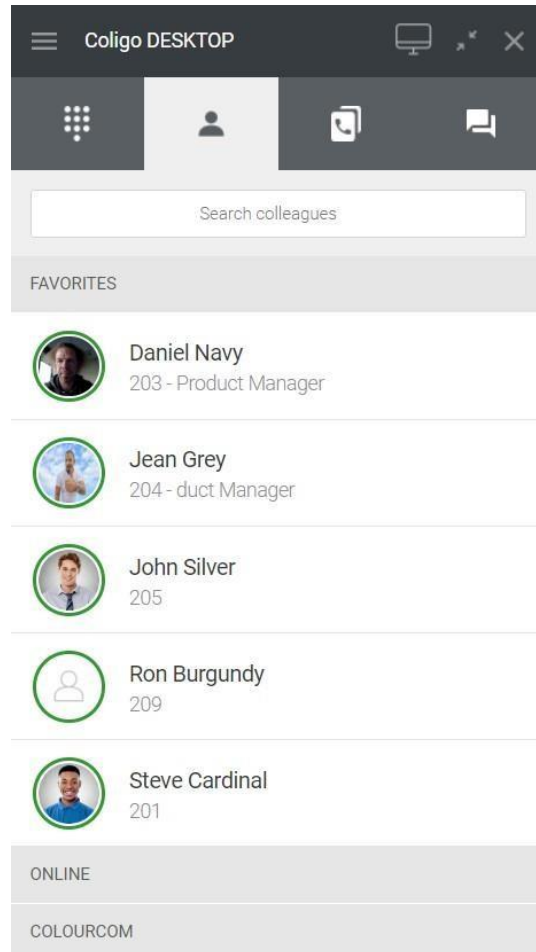 Coligo DESKTOP
Search colleagues
FAVORITES
Daniel Navy
203 - Product Manager
Jean Grey
204 - duct Manager
John Silver
205
Ron Burgundy
209
Steve Cardinal
201
ONLINE
COLOURCOM